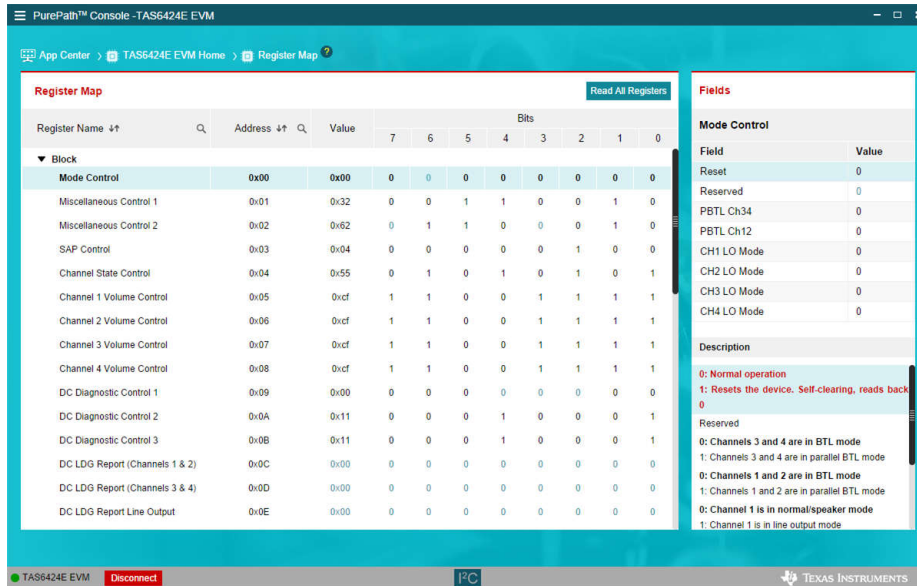 PurePath™ Console -TAS6424E EVM
App Center > TAS6424E EVM Home > Register Map ?
Register Map
Read All Registers
Bits
Register Name Address Value 7 6 5 4 3 2 1 0
Block
Mode Control 0x00 0x00 0 0 0 0 0 0 0 0
Miscellaneous Control 1 0x01 0x32 0 0 1 1 0 0 1 0
Miscellaneous Control 2 0x02 0x62 0 1 1 0 0 0 1 0
SAP Control 0x03 0x04 0 0 0 0 0 1 0 0
Channel State Control 0x04 0x55 0 1 0 1 0 1 0 1
Channel 1 Volume Control 0x05 0xcf 1 1 0 0 1 1 1 1
Channel 2 Volume Control 0x06 0xcf 1 1 0 0 1 1 1 1
Channel 3 Volume Control 0x07 0xcf 1 1 0 0 1 1 1 1
Channel 4 Volume Control 0x08 0xcf 1 1 0 0 1 1 1 1
DC Diagnostic Control 1 0x09 0x00 0 0 0 0 0 0 0 0
DC Diagnostic Control 2 0x0A 0x11 0 0 0 1 0 0 0 1
DC Diagnostic Control 3 0x0B 0x11 0 0 0 1 0 0 0 1
DC LDG Report (Channels 1 & 2) 0x0C 0x00 0 0 0 0 0 0 0 0
DC LDG Report (Channels 3 & 4) 0x0D 0x00 0 0 0 0 0 0 0 0
DC LDG Report Line Output 0x0E 0x00 0 0 0 0 0 0 0 0
Fields
Mode Control
Field Value
Reset 0
Reserved 0
PBTL Ch34 0
PBTL Ch12 0
CH1 LO Mode 0
CH2 LO Mode 0
CH3 LO Mode 0
CH4 LO Mode 0
Description
0: Normal operation
1: Resets the device. Self-clearing, reads back
0
Reserved
0: Channels 3 and 4 are in BTL mode
1: Channels 3 and 4 are in parallel BTL mode
0: Channels 1 and 2 are in BTL mode
1: Channels 1 and 2 are in parallel BTL mode
0: Channel 1 is in normal/speaker mode
1: Channel 1 is in line output mode
TAS6424E EVM Disconnect I²C TEXAS INSTRUMENTS